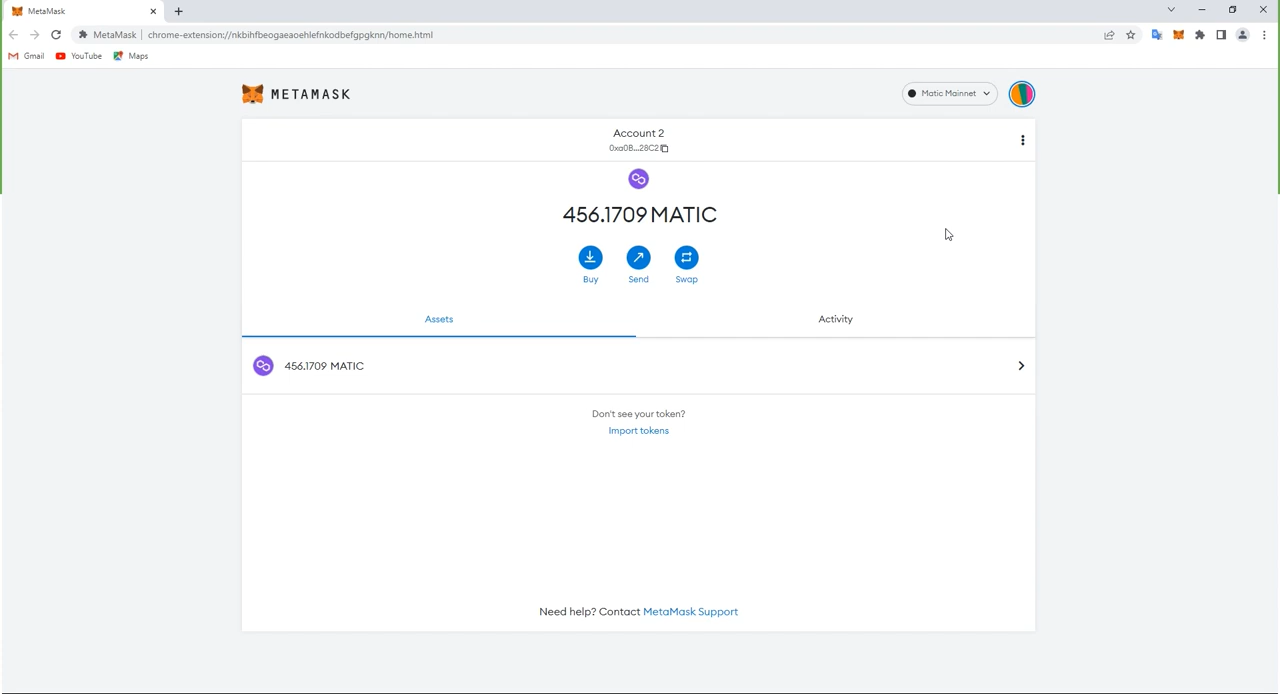 MetaMask
MetaMask chrome-extension://nkbihfbeogaeaoehlefnkodbefgpgknn/home.html
Gmail YouTube Maps
METAMASK
Matic Mainnet
Account 2
0xa0B...28C2
456.1709 MATIC
Buy Send Swap
Assets Activity
456.1709 MATIC
Don't see your token?
Import tokens
Need help? Contact MetaMask Support